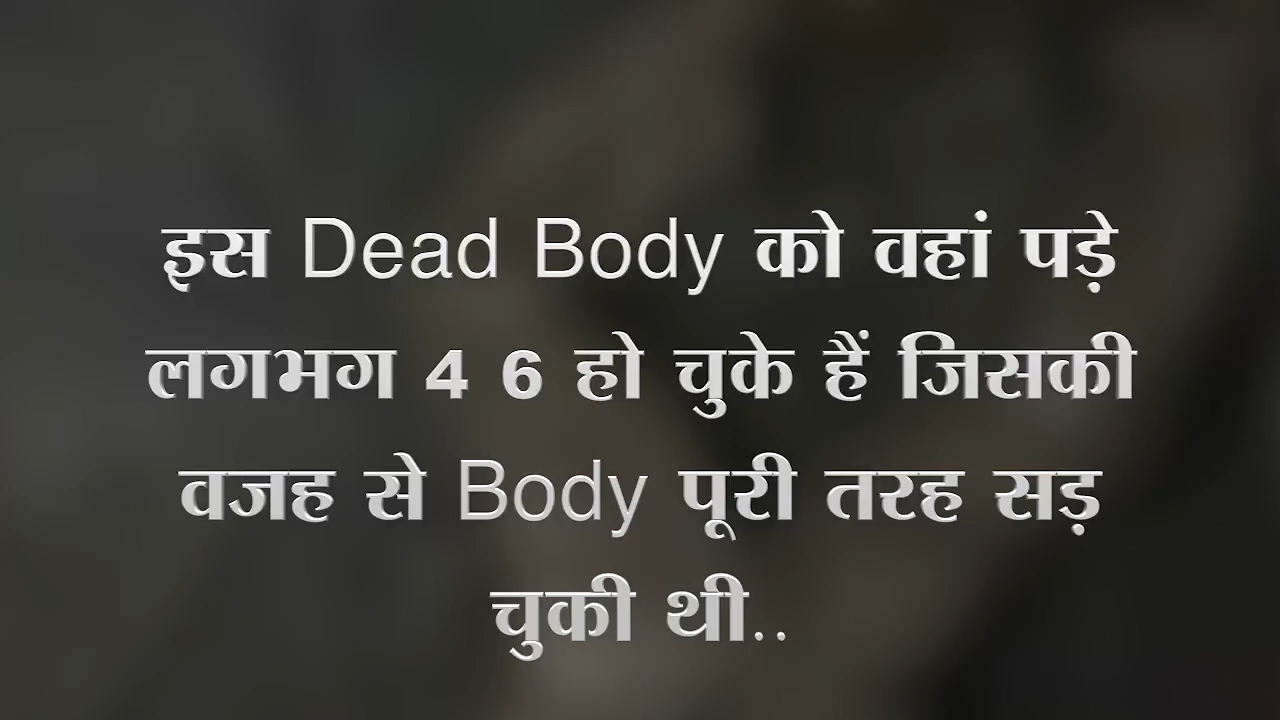 इस Dead Body को वहां पड़े
लगभग 4 6 हो चुके हैं जिसकी
वजह से Body पूरी तरह सड़
चुकी थी..